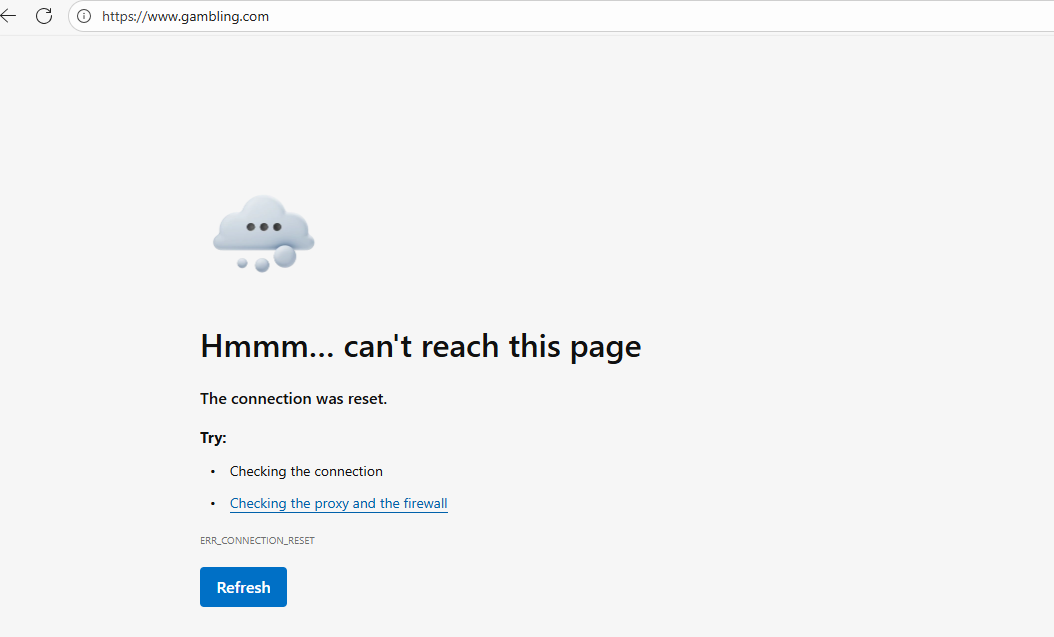 https://www.gambling.com
Hmmm… can't reach this page
The connection was reset.
Try:
• Checking the connection
• Checking the proxy and the firewall
ERR_CONNECTION_RESET
Refresh